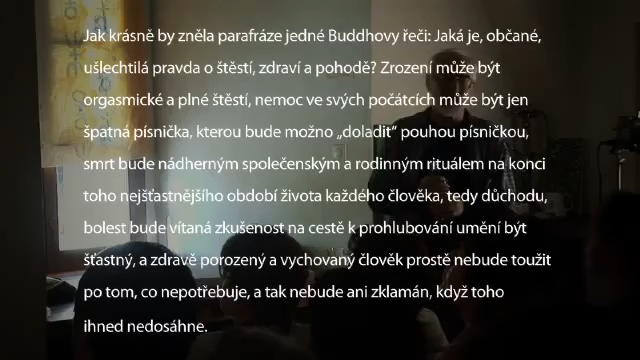 Jak krásně by zněla parafráze jedné Buddhovy řeči: Jaká je, občané,
ušlechtilá pravda o štěstí, zdraví a pohodě? Zrození může být
orgasmické a plné štěstí, nemoc ve svých počátcích může být jen
špatná písnička, kterou bude možno „doladit“ pouhou písničkou,
smrt bude nádherným společenským a rodinným rituálem na konci
toho nejšťastnějšího období života každého člověka, tedy důchodu,
bolest bude vítaná zkušenost na cestě k prohlubování umění být
šťastný, a zdravě porozený a vychovaný člověk prostě nebude toužit
po tom, co nepotřebuje, a tak nebude ani zklamán, když toho
ihned nedosáhne.